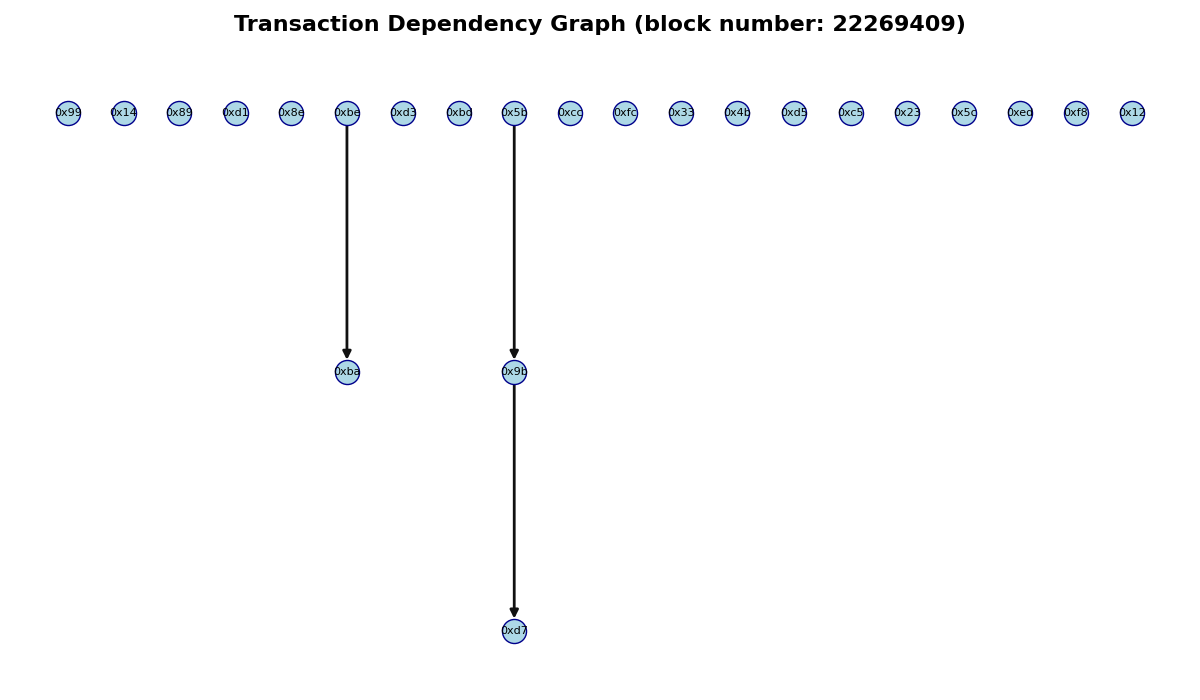 Transaction Dependency Graph (block number: 22269409)
0x99 0x14 0x89 0xd1 0x8e 0xbe 0xd3 0xbd 0x5b 0xcc 0xfc 0x33 0x4b 0xd5 0xc5 0x23 0x5c 0xed 0xf8 0x12
0xba 0x9b
0xd7